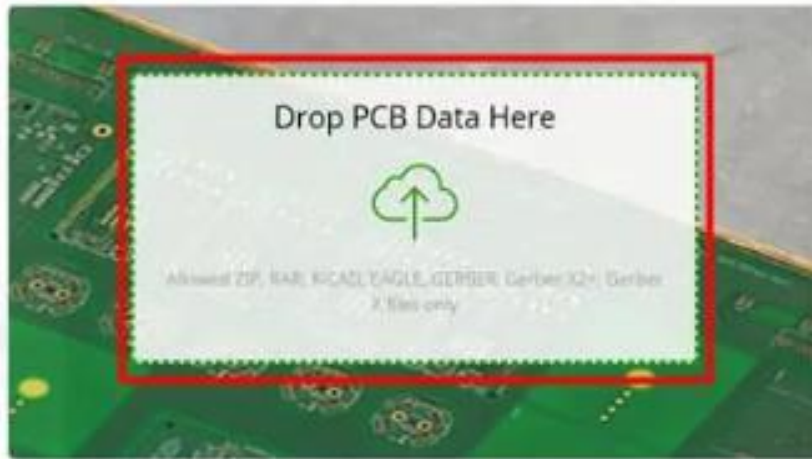 Drop PCB Data Here
Allowed ZIP, RAR, KICAD, EAGLE, GERBER, Gerber X2+, Gerber
X files only